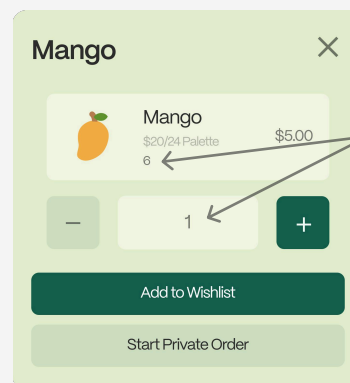 Mango
Mango
$20/24 Palette
$5.00
6
1
Add to Wishlist
Start Private Order